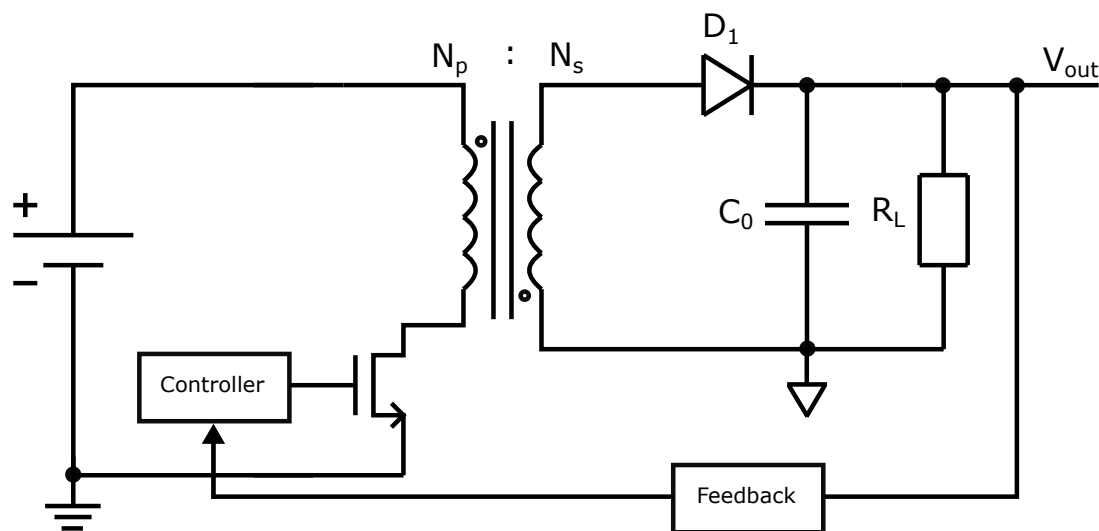 D1
Np : Ns
Vout
+
C0
RL
−
Controller
Feedback